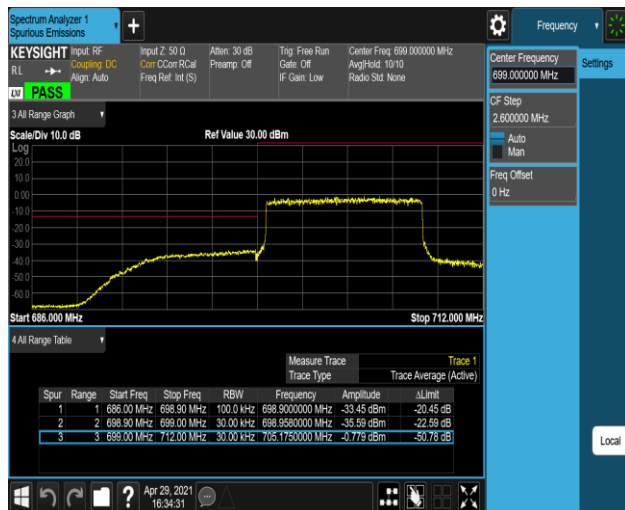 Spectrum Analyzer 1
Spurious Emissions
Frequency
KEYSIGHT
Input: RF
Coupling: DC
Align: Auto
Input Z: 50 Ω
Corr CCorr RCal
Freq Ref: Int (S)
Atten: 30 dB
Preamp: Off
Trig: Free Run
Gate: Off
IF Gain: Low
Center Freq: 699.000000 MHz
Avg|Hold: 10/10
Radio Std: None
R L
LXI
PASS
Center Frequency
699.000000 MHz
Settings
CF Step
2.600000 MHz
Auto
Man
Freq Offset
0 Hz
3 All Range Graph
Scale/Div 10.0 dB Ref Value 30.00 dBm
Log
20.0
10.0
0.00
-10.0
-20.0
-30.0
-40.0
-50.0
-60.0
Start 686.000 MHz Stop 712.000 MHz
4 All Range Table
Measure Trace Trace 1
Trace Type Trace Average (Active)
Spur Range Start Freq Stop Freq RBW Frequency Amplitude ΔLimit
1 1 686.00 MHz 698.90 MHz 100.0 kHz 698.9000000 MHz -33.45 dBm -20.45 dB
2 2 698.90 MHz 699.00 MHz 30.00 kHz 698.9580000 MHz -35.59 dBm -22.59 dB
3 3 699.00 MHz 712.00 MHz 30.00 kHz 705.1750000 MHz -0.779 dBm -50.78 dB
Local
?
Apr 29, 2021
16:34:31